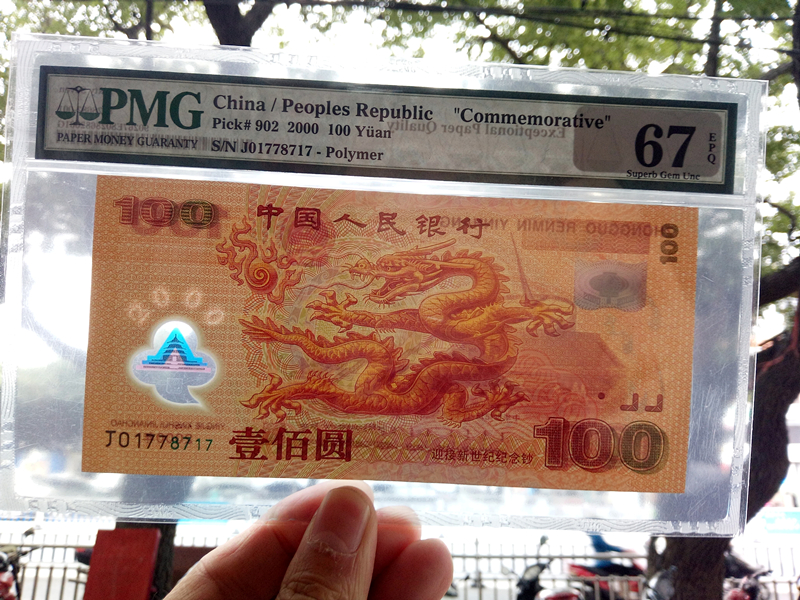 PMG
PAPER MONEY GUARANTY
China / Peoples Republic "Commemorative"
Pick# 902 2000 100 Yüan
S/N J01778717 - Polymer
Exceptional Paper Quality
67
EPQ
Superb Gem Unc
100
中国人民银行
ZHONGGUO RENMIN YINHANG
100
2000
J01778717
壹佰圆
迎接新世纪纪念钞
100